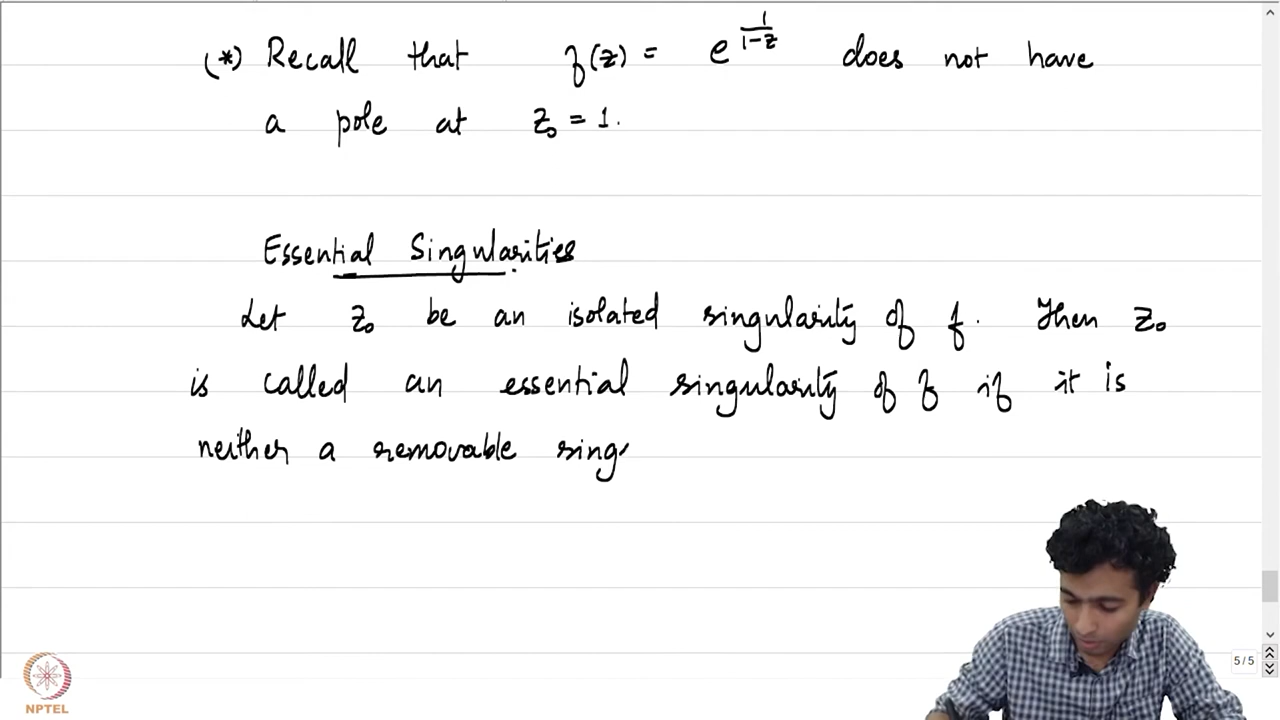 (*) Recall that f(z) = e^{\frac{1}{1-z}} does not have
a pole at z₀ = 1.
Essential Singularities
Let z₀ be an isolated singularity of f. Then z₀
is called an essential singularity of f if it is
neither a removable sing
5 / 5
NPTEL